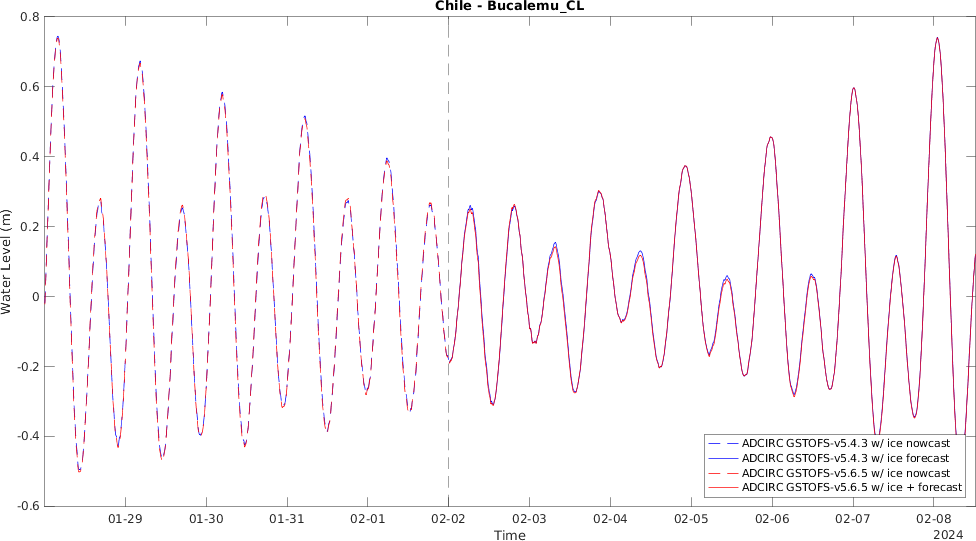 Chile - Bucalemu_CL
0.8
0.6
0.4
0.2
0
-0.2
-0.4
-0.6
Water Level (m)
ADCIRC GSTOFS-v5.4.3 w/ ice nowcast
ADCIRC GSTOFS-v5.4.3 w/ ice forecast
ADCIRC GSTOFS-v5.6.5 w/ ice nowcast
ADCIRC GSTOFS-v5.6.5 w/ ice + forecast
01-29 01-30 01-31 02-01 02-02 02-03 02-04 02-05 02-06 02-07 02-08
Time
2024